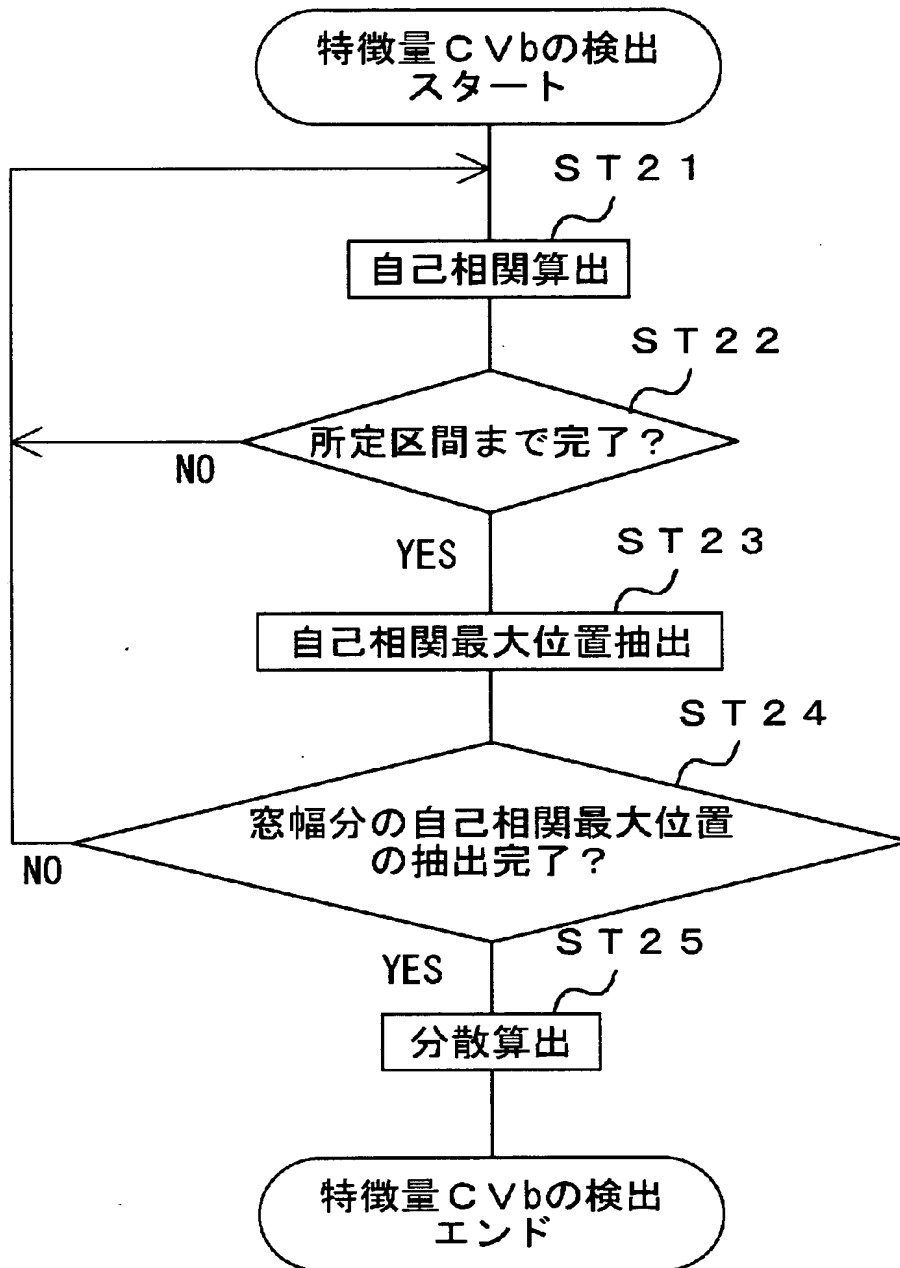 特徴量CVbの検出
スタート
ST21
自己相関算出
ST22
所定区間まで完了?
NO
YES
ST23
自己相関最大位置抽出
ST24
窓幅分の自己相関最大位置
の抽出完了?
NO
YES
ST25
分散算出
特徴量CVbの検出
エンド